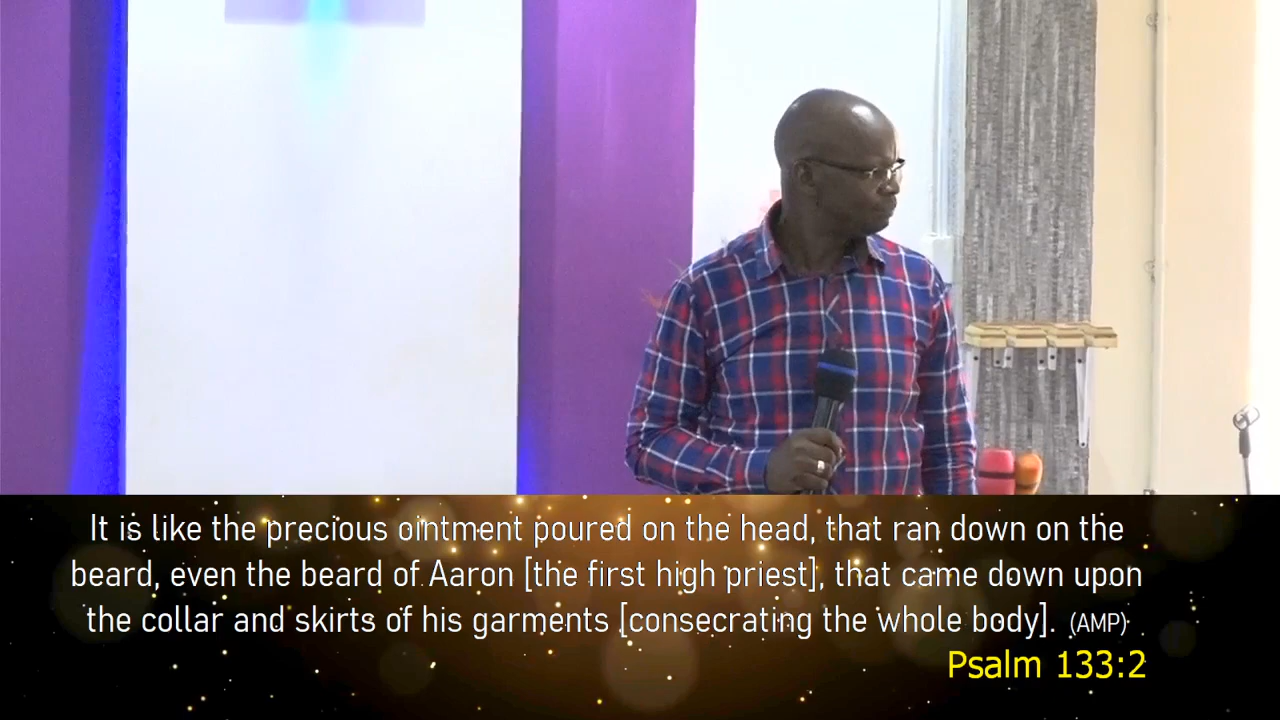 It is like the precious ointment poured on the head, that ran down on the
beard, even the beard of Aaron [the first high priest], that came down upon
the collar and skirts of his garments [consecrating the whole body]. (AMP)
Psalm 133:2